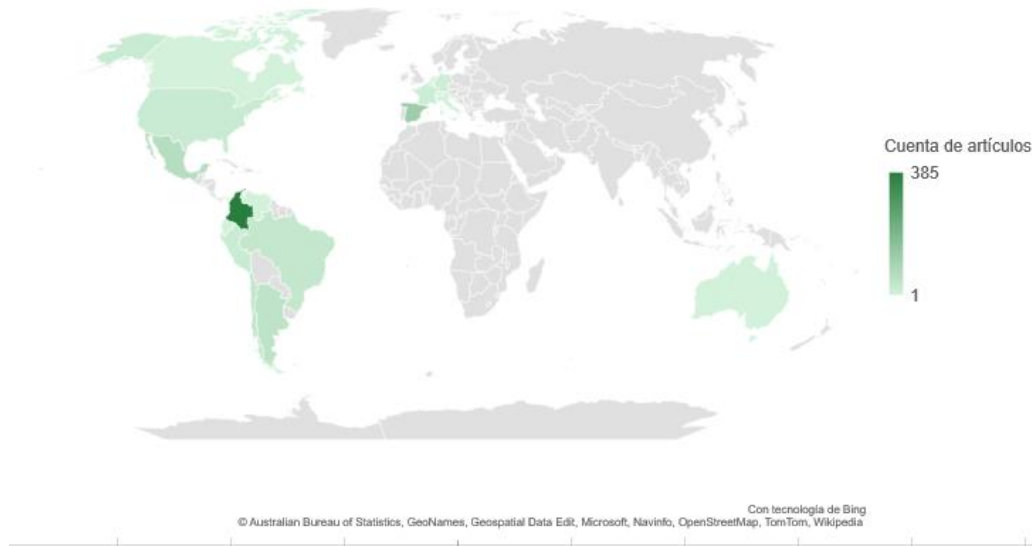 Cuenta de artículos
385
1
Con tecnología de Bing
© Australian Bureau of Statistics, GeoNames, Geospatial Data Edit, Microsoft, Navinfo, OpenStreetMap, TomTom, Wikipedia